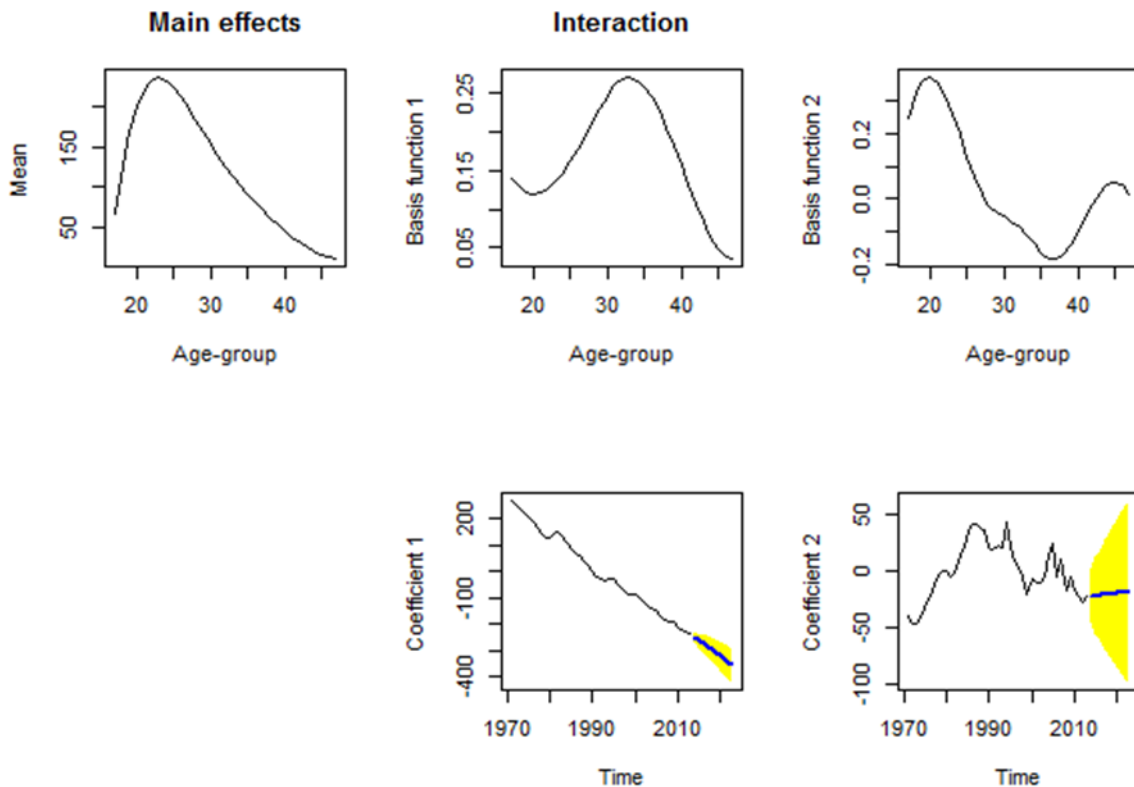 Main effects
Interaction
Mean
50
150
20
30
40
Age-group
Basis function 1
0.05
0.15
0.25
20
30
40
Age-group
Basis function 2
-0.2
0.0
0.2
20
30
40
Age-group
Coefficient 1
-400
-100
200
1970
1990
2010
Time
Coefficient 2
-100
-50
0
50
1970
1990
2010
Time